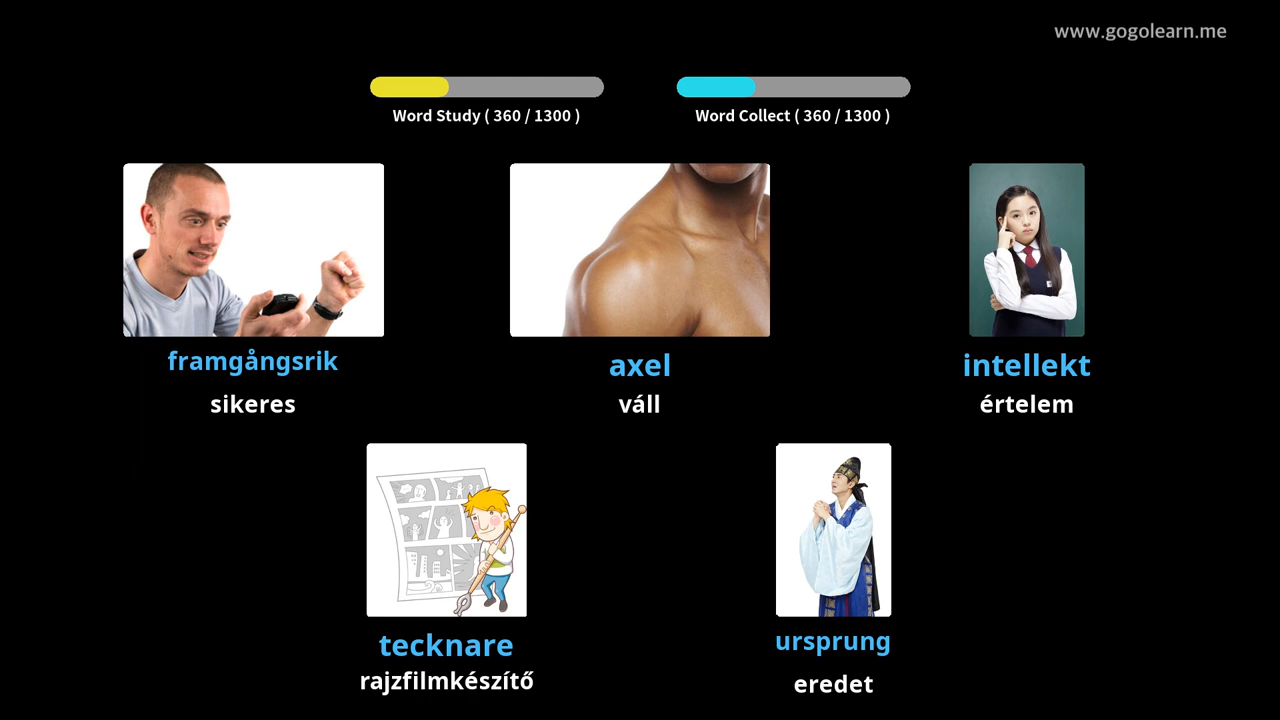 www.gogolearn.me
Word Study ( 360 / 1300 )
Word Collect ( 360 / 1300 )
framgångsrik
sikeres
axel
váll
intellekt
értelem
tecknare
rajzfilmkészítő
ursprung
eredet